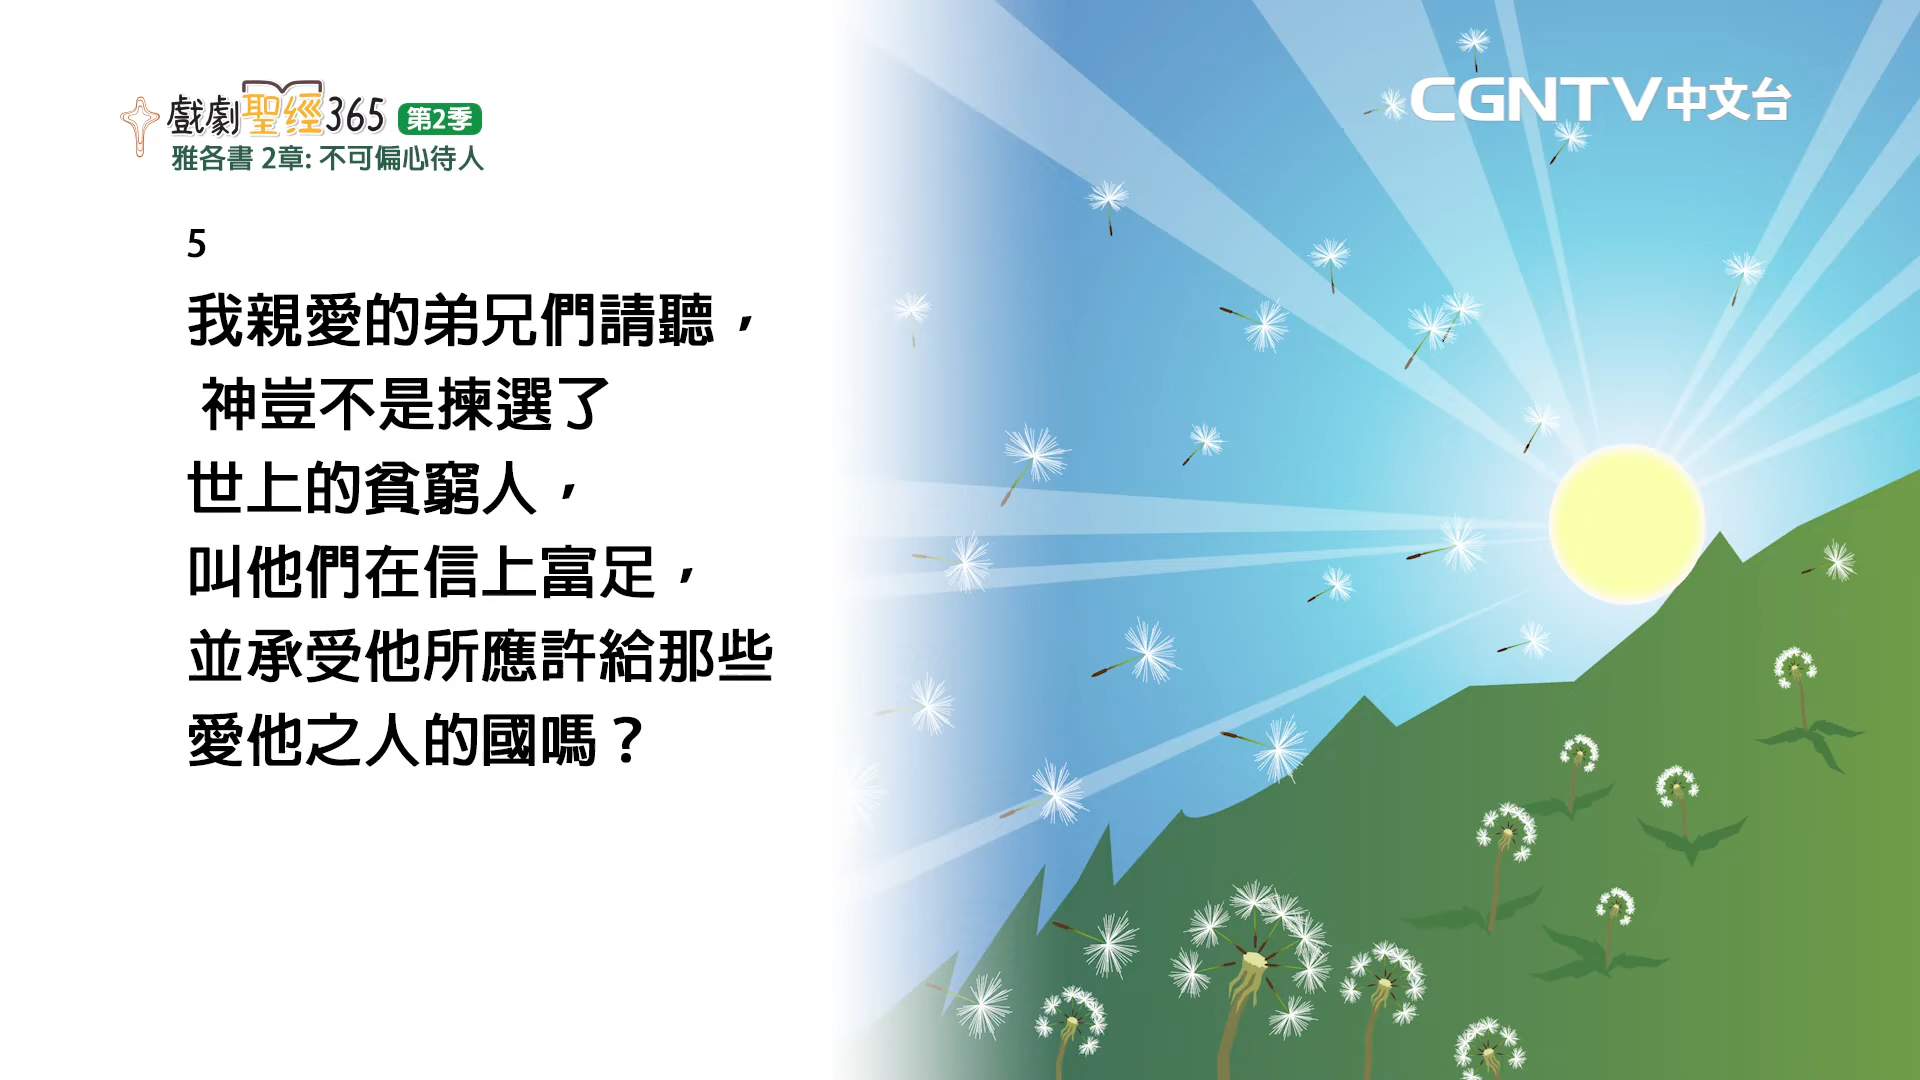 戲劇聖經365 第2季
雅各書 2章: 不可偏心待人
CGNTV中文台
5
我親愛的弟兄們請聽，
神豈不是揀選了
世上的貧窮人，
叫他們在信上富足，
並承受他所應許給那些
愛他之人的國嗎？